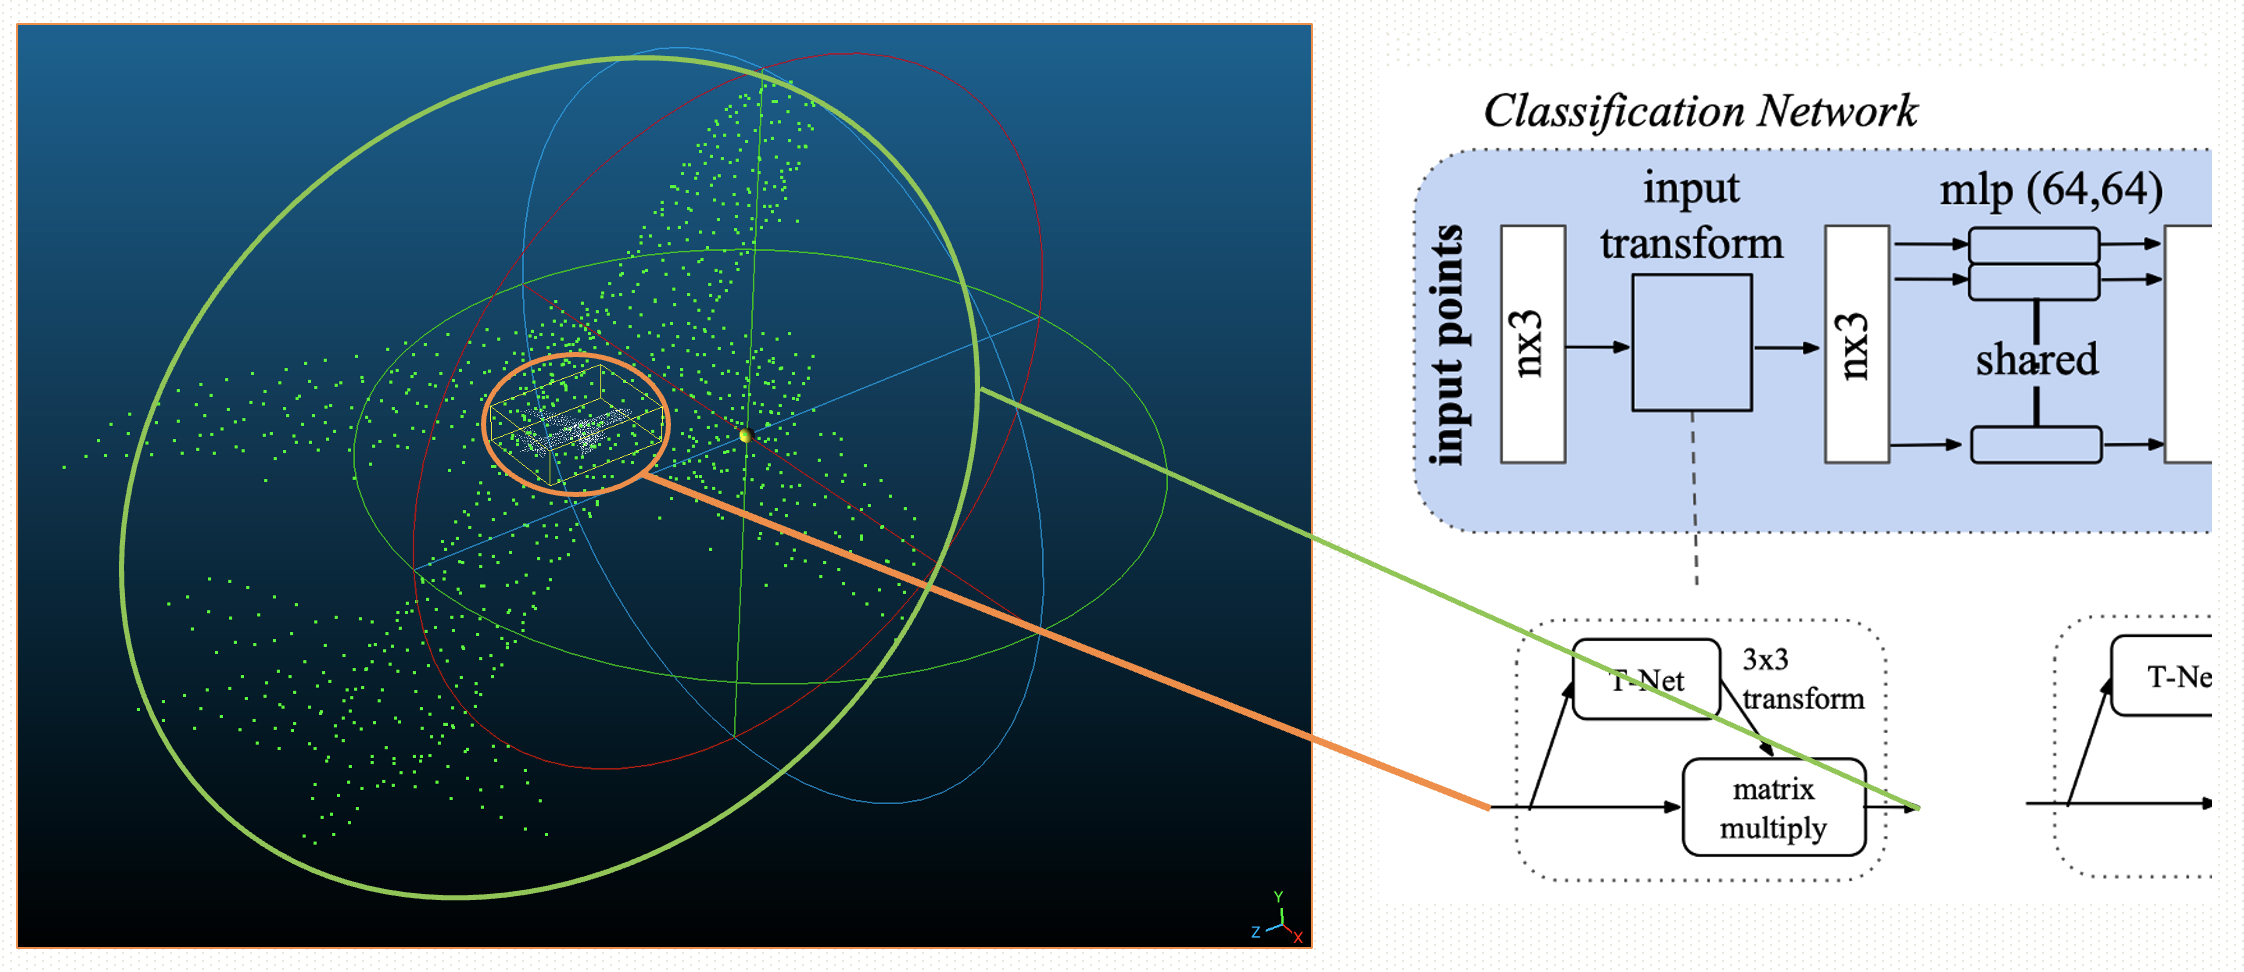 Classification Network
input
transform
mlp (64,64)
input points
nx3
nx3
shared
T-Net
3x3
transform
matrix
multiply
T-Ne
Y
Z
X